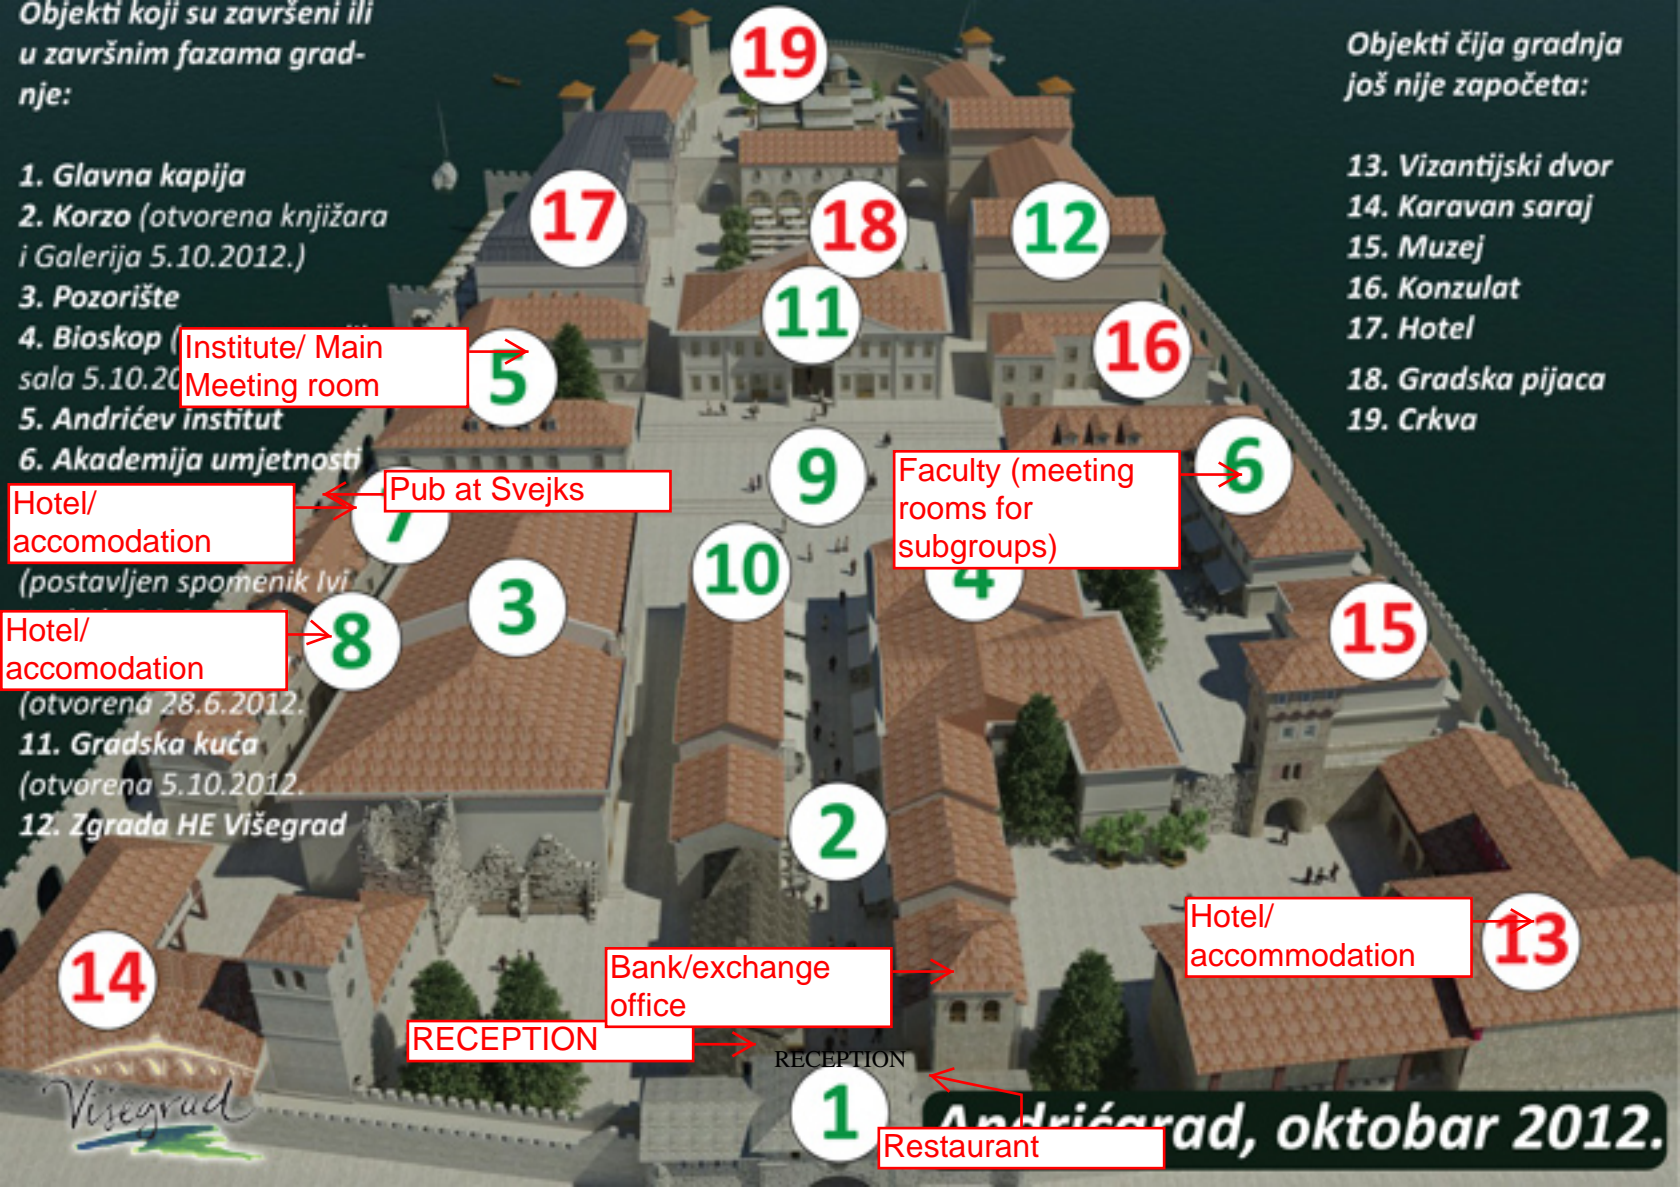 Objekti koji su završeni ili
u završnim fazama grad-
nje:
1. Glavna kapija
2. Korzo (otvorena knjižara
i Galerija 5.10.2012.)
3. Pozorište
4. Bioskop (
sala 5.10.20
5. Andrićev institut
6. Akademija umjetnosti
(postavljen spomenik Ivi
(otvorena 28.6.2012.
11. Gradska kuća
(otvorena 5.10.2012.
12. Zgrada HE Višegrad
Objekti čija gradnja
još nije započeta:
13. Vizantijski dvor
14. Karavan saraj
15. Muzej
16. Konzulat
17. Hotel
18. Gradska pijaca
19. Crkva
19
17
18
12
11
16
Institute/ Main
Meeting room
5
9
Faculty (meeting
rooms for
subgroups)
6
Pub at Svejks
Hotel/
accomodation
7
10
4
3
Hotel/
accomodation
8
15
2
Hotel/
accommodation
13
14
Bank/exchange
office
RECEPTION
RECEPTION
1
Restaurant
Višegrad
Andrićgrad, oktobar 2012.